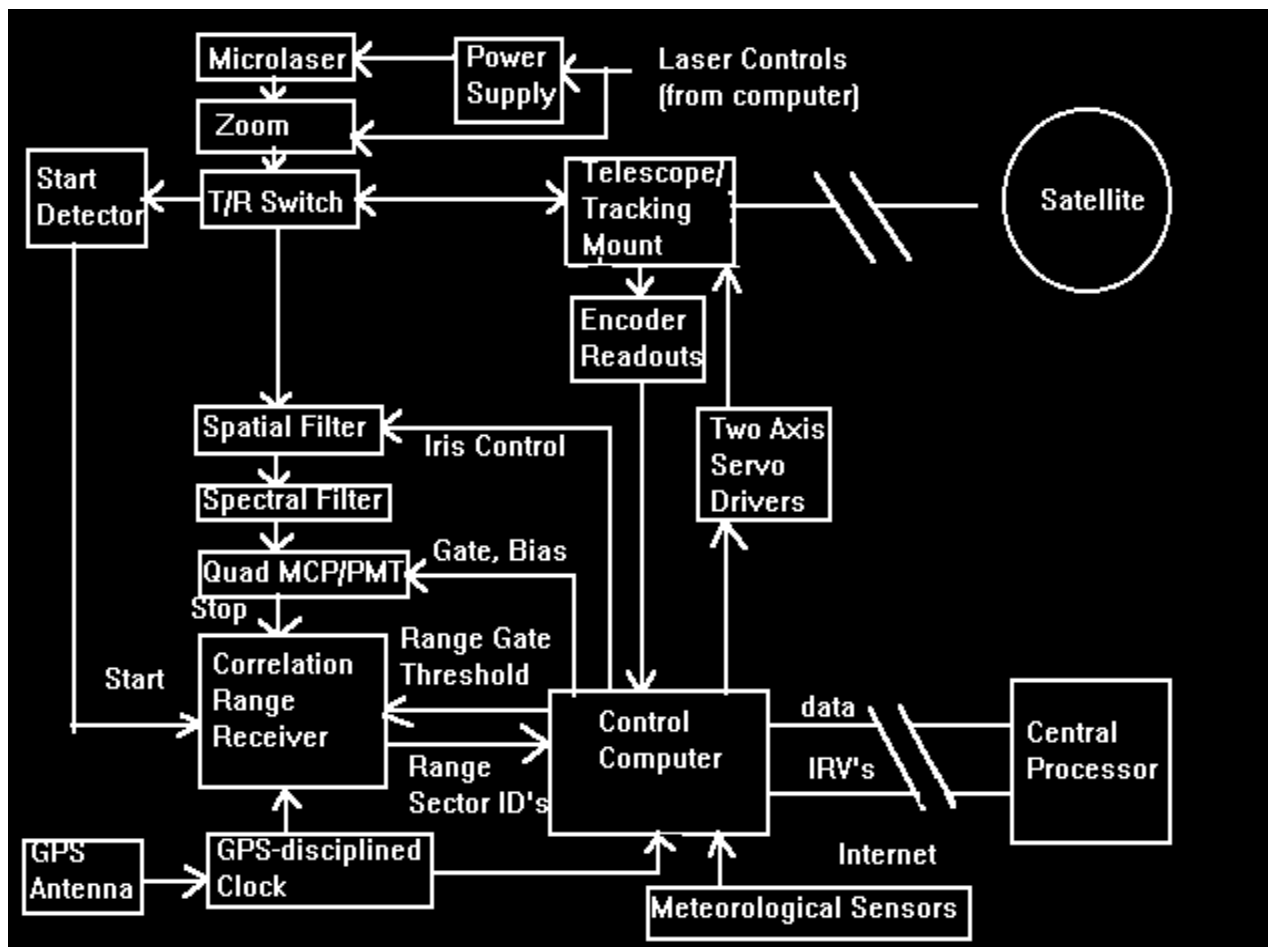 Microlaser
Power
Supply
Laser Controls
(from computer)
Zoom
Start
Detector
T/R Switch
Telescope/
Tracking
Mount
Satellite
Encoder
Readouts
Spatial Filter
Iris Control
Two Axis
Servo
Drivers
Spectral Filter
Quad MCP/PMT
Gate, Bias
Stop
Correlation
Range
Receiver
Range Gate
Threshold
Start
Control
Computer
data
IRV's
Central
Processor
Range
Sector ID's
Internet
GPS
Antenna
GPS-disciplined
Clock
Meteorological Sensors